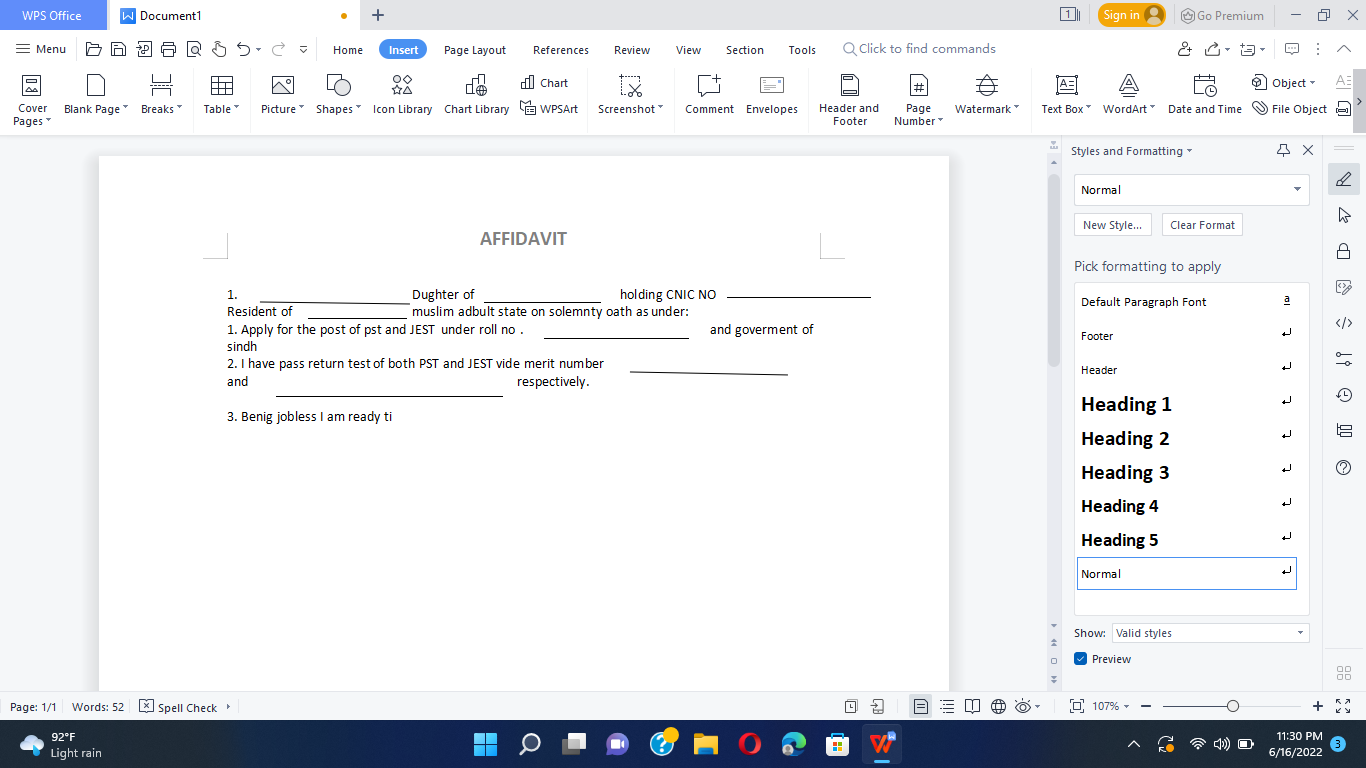 WPS Office
Document1
1
Sign in
Go Premium
Menu
Home
Insert
Page Layout
References
Review
View
Section
Tools
Click to find commands
Cover Pages
Blank Page
Breaks
Table
Picture
Shapes
Icon Library
Chart Library
Chart
WPSArt
Screenshot
Comment
Envelopes
Header and Footer
Page Number
Watermark
Text Box
WordArt
Date and Time
Object
File Object
AFFIDAVIT
1. Dughter of holding CNIC NO
Resident of muslim adbult state on solemnty oath as under:
1. Apply for the post of pst and JEST under roll no . and goverment of
sindh
2. I have pass return test of both PST and JEST vide merit number
and respectively.
3. Benig jobless I am ready ti
Styles and Formatting
Normal
New Style...
Clear Format
Pick formatting to apply
Default Paragraph Font a
Footer
Header
Heading 1
Heading 2
Heading 3
Heading 4
Heading 5
Normal
Show: Valid styles
Preview
Page: 1/1
Words: 52
Spell Check
107%
92°F
Light rain
11:30 PM
6/16/2022
3